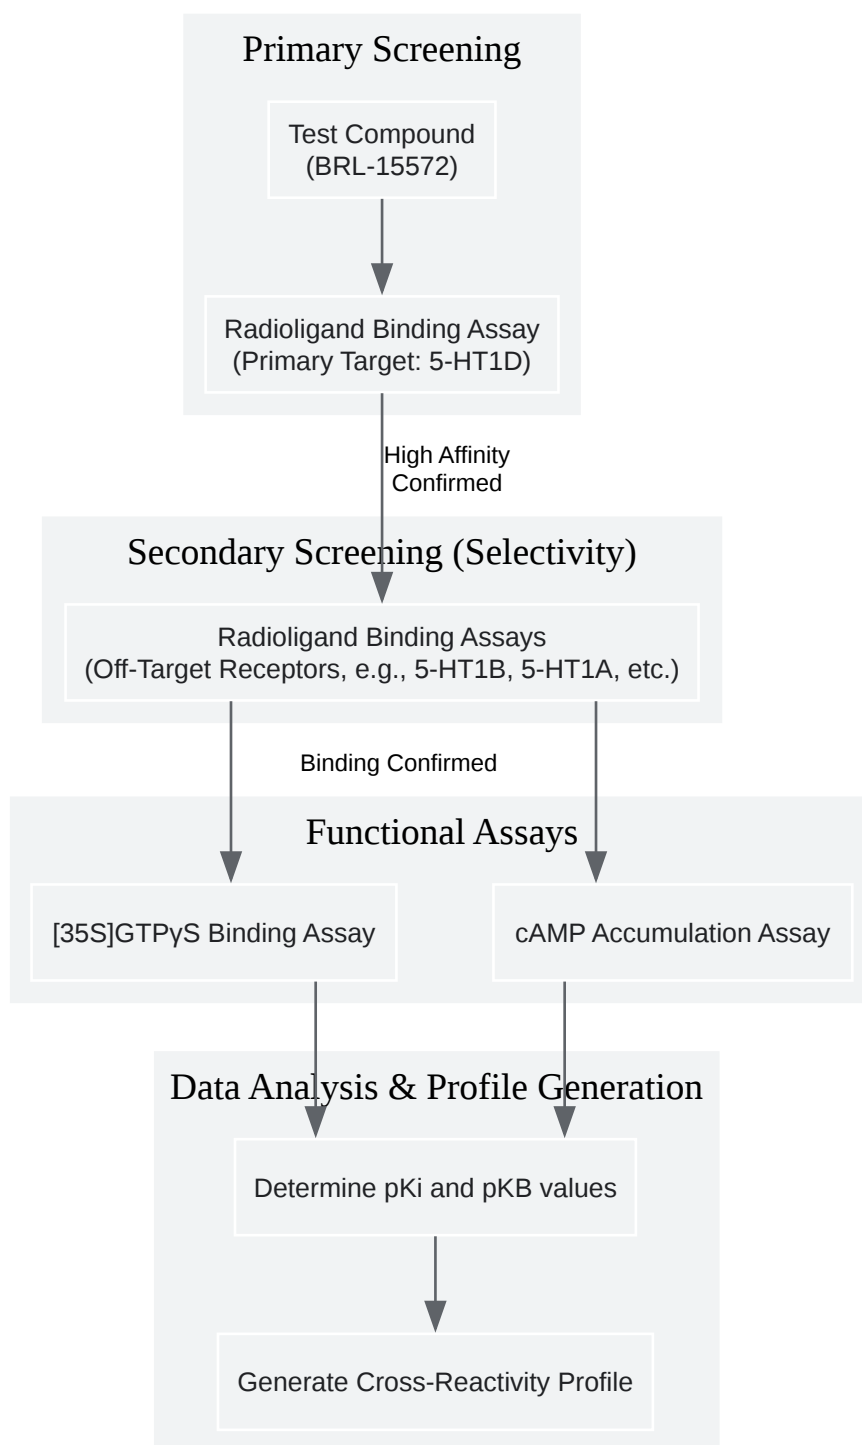 Primary Screening
Test Compound
(BRL-15572)
Radioligand Binding Assay
(Primary Target: 5-HT1D)
High Affinity
Confirmed
Secondary Screening (Selectivity)
Radioligand Binding Assays
(Off-Target Receptors, e.g., 5-HT1B, 5-HT1A, etc.)
Binding Confirmed
Functional Assays
[35S]GTPγS Binding Assay
cAMP Accumulation Assay
Data Analysis & Profile Generation
Determine pKi and pKB values
Generate Cross-Reactivity Profile